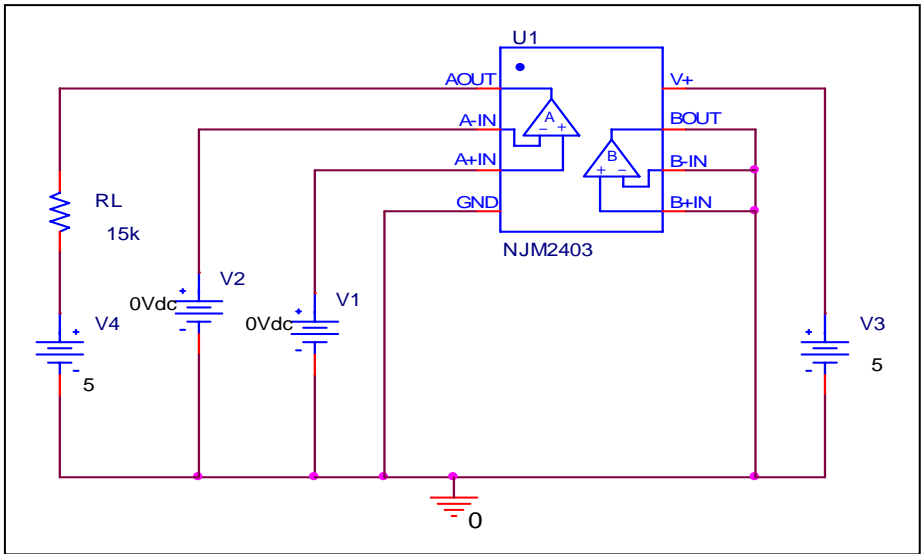 U1
AOUT
V+
A-IN
A
BOUT
- +
A+IN
B
B-IN
+ -
GND
B+IN
RL
15k
NJM2403
V2
0Vdc
+
-
V1
0Vdc
+
-
V4
+
-
5
V3
+
-
5
0